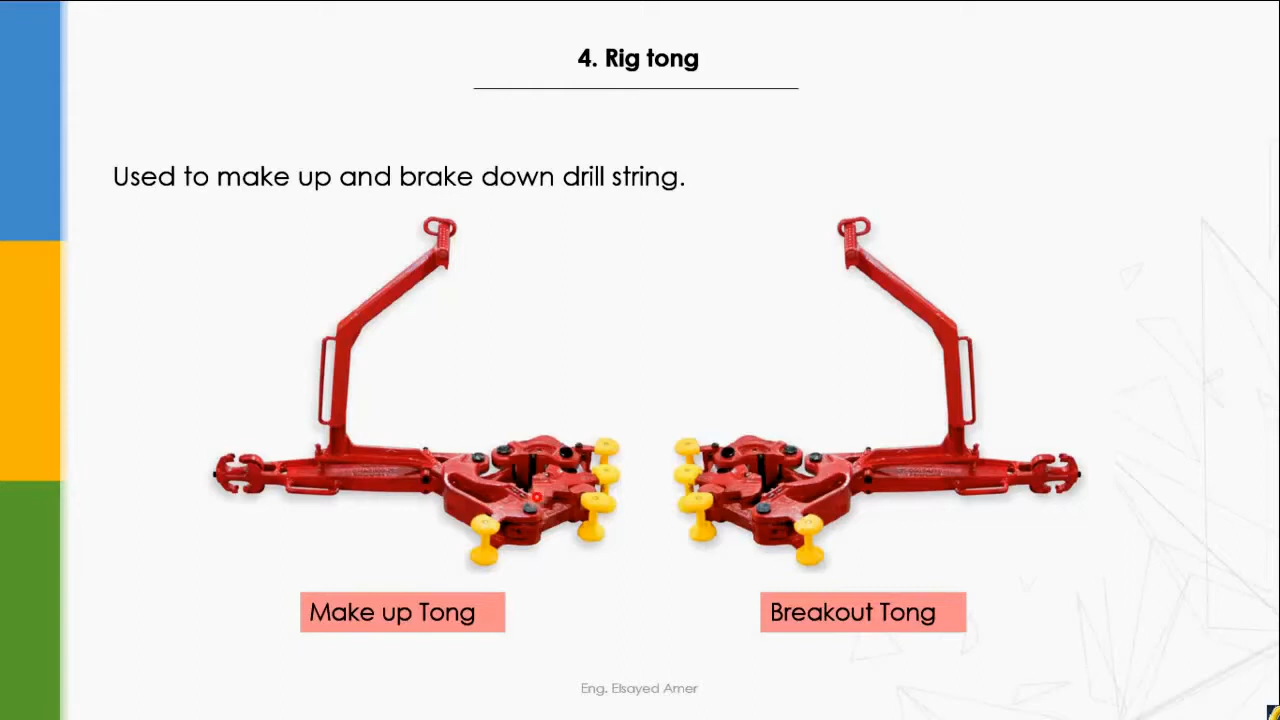 4. Rig tong
Used to make up and brake down drill string.
Make up Tong
Breakout Tong
Eng. Elsayed Amer